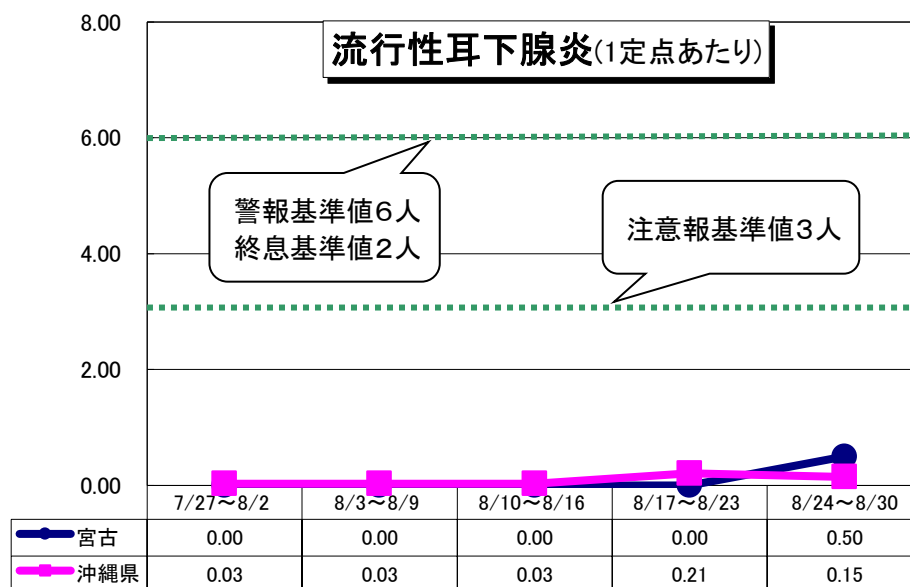 8.00
流行性耳下腺炎(1定点あたり)
6.00
警報基準値6人
終息基準値2人
注意報基準値3人
4.00
2.00
0.00
7/27~8/2 8/3~8/9 8/10~8/16 8/17~8/23 8/24~8/30
宮古 0.00 0.00 0.00 0.00 0.50
沖縄県 0.03 0.03 0.03 0.21 0.15